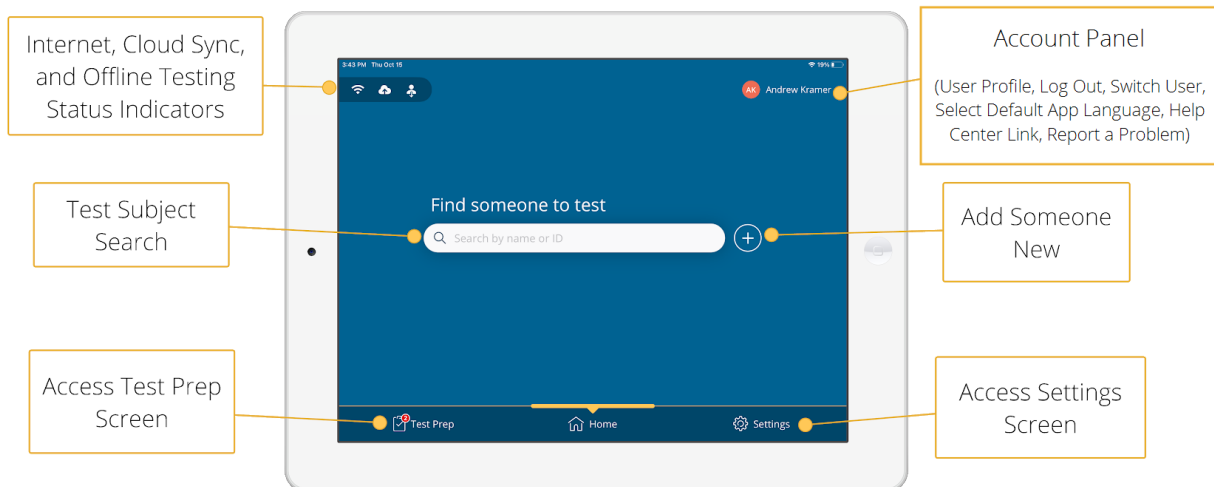 Internet, Cloud Sync,
and Offline Testing
Status Indicators
Account Panel
(User Profile, Log Out, Switch User,
Select Default App Language, Help
Center Link, Report a Problem)
3:43 PM Thu Oct 15
19%
AK Andrew Kramer
Test Subject
Search
Find someone to test
Search by name or ID
Add Someone
New
Access Test Prep
Screen
2
Test Prep
Home
Settings
Access Settings
Screen